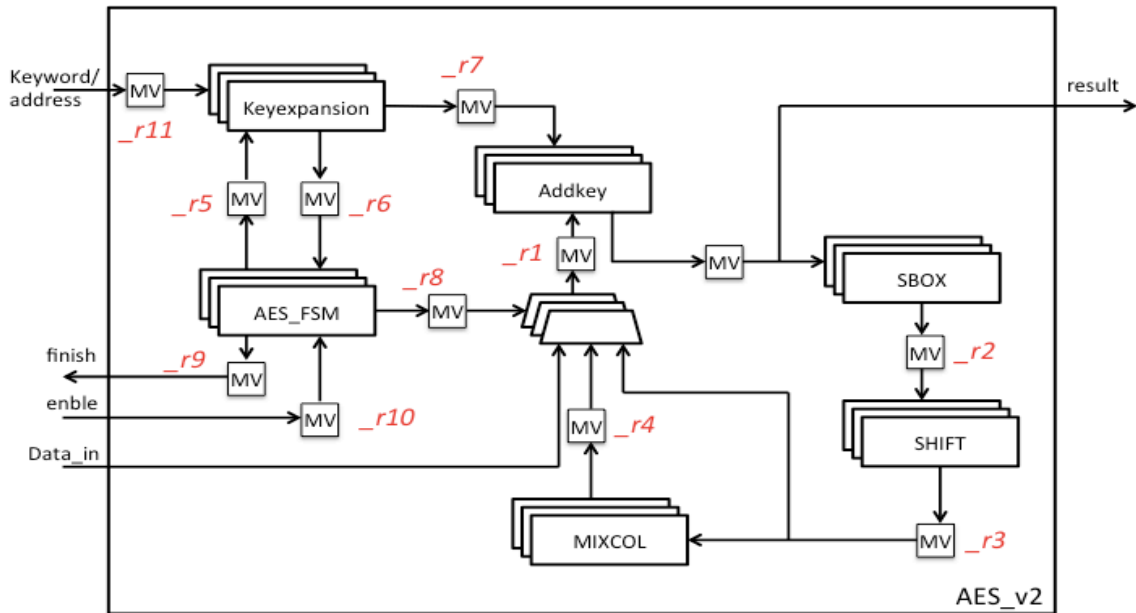 Keyword/
address
MV
_r11
Keyexpansion
_r7
MV
result
Addkey
_r5
MV
MV
_r6
_r1
MV
MV
SBOX
AES_FSM
_r8
MV
MV
_r2
finish
_r9
MV
enble
MV
_r10
MV
_r4
SHIFT
Data_in
MIXCOL
MV
_r3
AES_v2